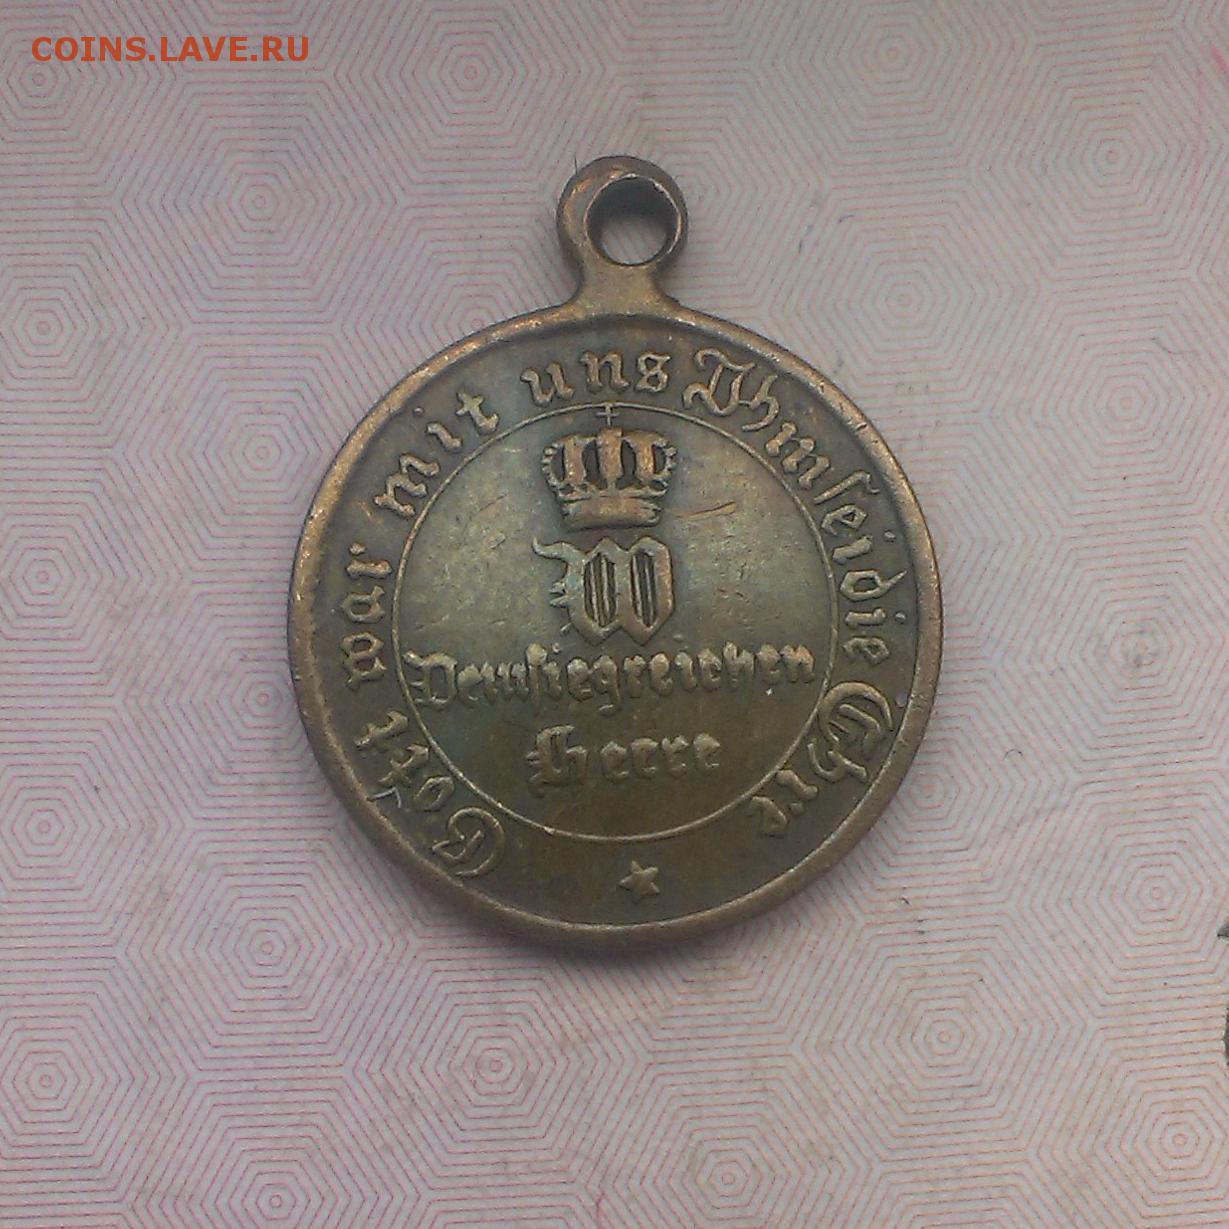 COINS.LAVE.RU
Gott war mit uns Ihm sei die Ehre
W
Dem siegreichen
Heere